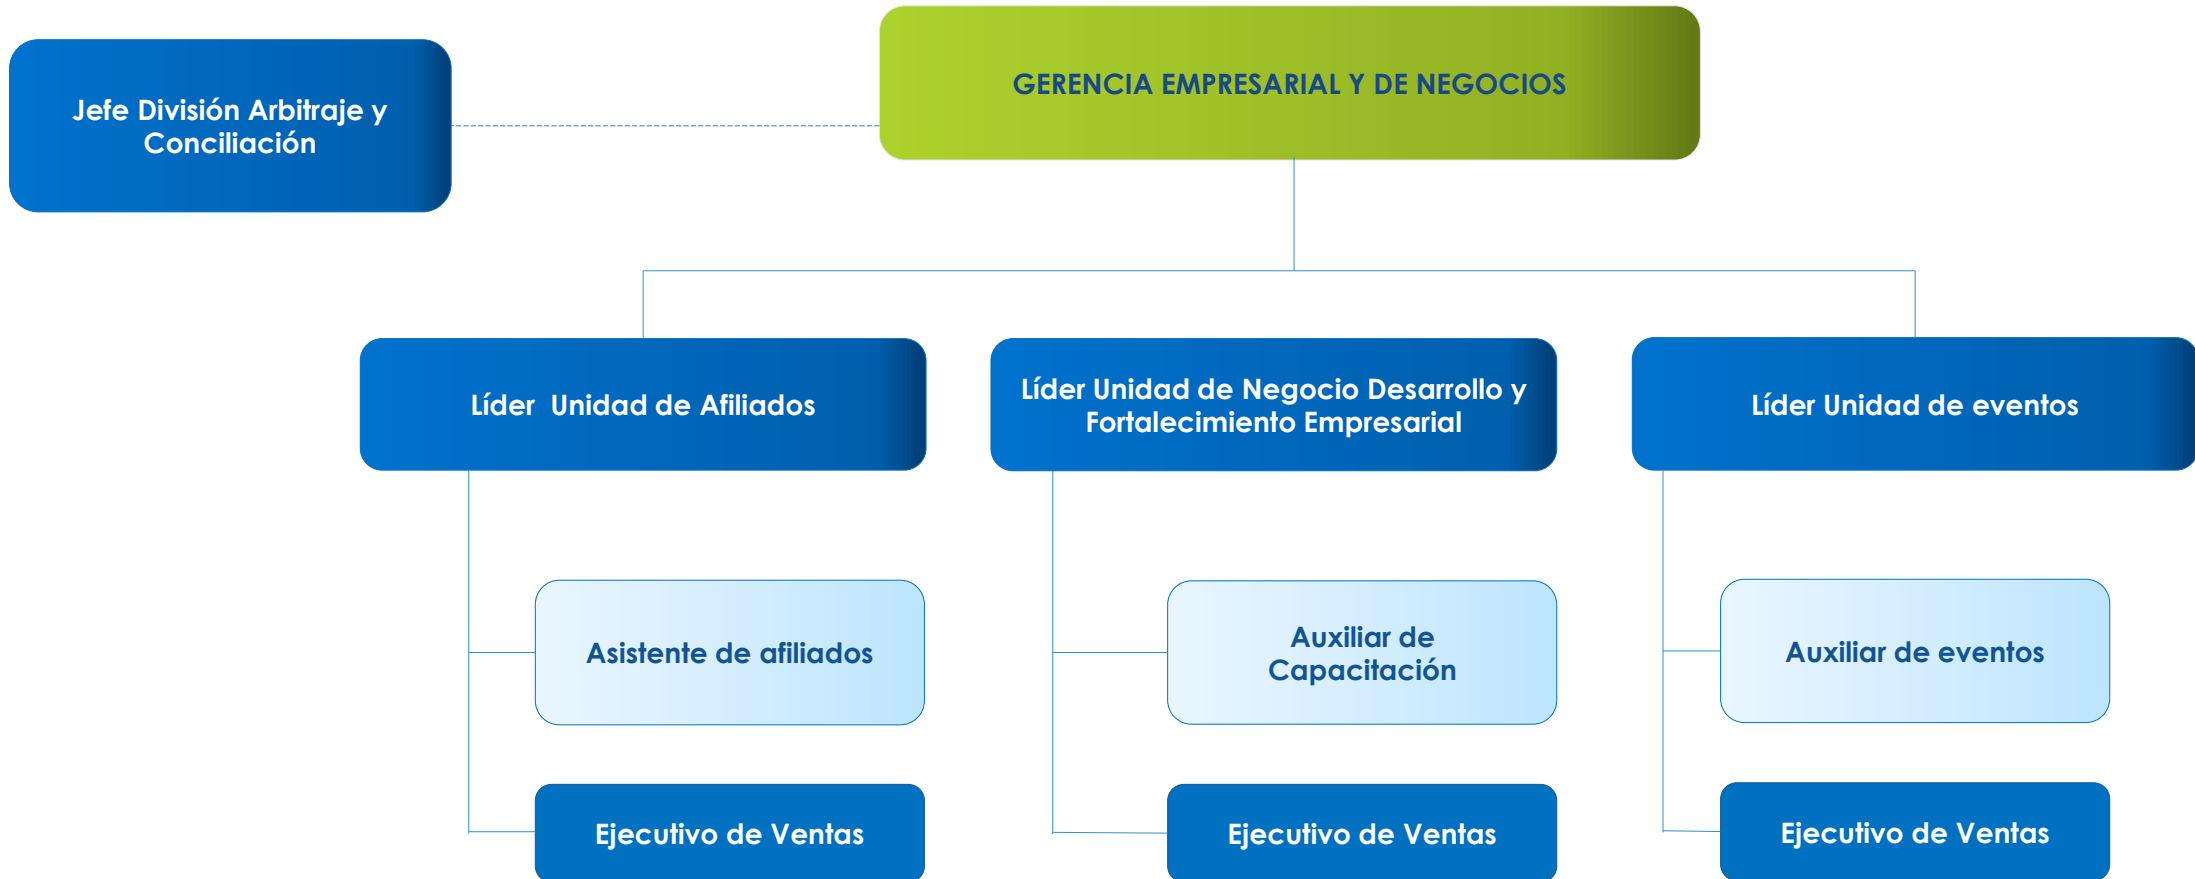 GERENCIA EMPRESARIAL Y DE NEGOCIOS
Jefe División Arbitraje y
Conciliación
Líder  Unidad de Afiliados
Líder Unidad de Negocio Desarrollo y
Fortalecimiento Empresarial
Líder Unidad de eventos
Asistente de afiliados
Auxiliar de
Capacitación
Auxiliar de eventos
Ejecutivo de Ventas
Ejecutivo de Ventas
Ejecutivo de Ventas